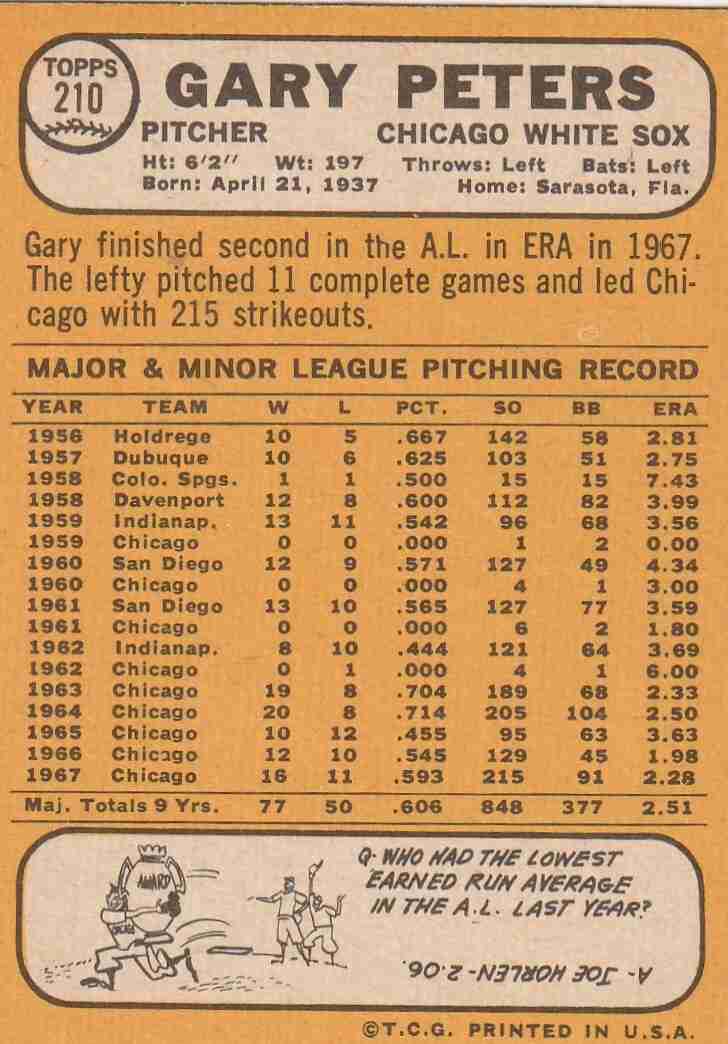 TOPPS
210
GARY PETERS
PITCHER CHICAGO WHITE SOX
Ht: 6'2" Wt: 197 Throws: Left Bats: Left
Born: April 21, 1937 Home: Sarasota, Fla.
Gary finished second in the A.L. in ERA in 1967.
The lefty pitched 11 complete games and led Chi-
cago with 215 strikeouts.
MAJOR & MINOR LEAGUE PITCHING RECORD
YEAR TEAM W L PCT. SO BB ERA
1956 Holdrege 10 5 .667 142 58 2.81
1957 Dubuque 10 6 .625 103 51 2.75
1958 Colo. Spgs. 1 1 .500 15 15 7.43
1958 Davenport 12 8 .600 112 82 3.99
1959 Indianap. 13 11 .542 96 68 3.56
1959 Chicago 0 0 .000 1 2 0.00
1960 San Diego 12 9 .571 127 49 4.34
1960 Chicago 0 0 .000 4 1 3.00
1961 San Diego 13 10 .565 127 77 3.59
1961 Chicago 0 0 .000 6 2 1.80
1962 Indianap. 8 10 .444 121 64 3.69
1962 Chicago 0 1 .000 4 1 6.00
1963 Chicago 19 8 .704 189 68 2.33
1964 Chicago 20 8 .714 205 104 2.50
1965 Chicago 10 12 .455 95 63 3.63
1966 Chicago 12 10 .545 129 45 1.98
1967 Chicago 16 11 .593 215 91 2.28
Maj. Totals 9 Yrs. 77 50 .606 848 377 2.51
AWARD
CHICAGO
Q- WHO HAD THE LOWEST
EARNED RUN AVERAGE
IN THE A.L. LAST YEAR?
A- JOE HORLEN-2.06.
©T.C.G. PRINTED IN U.S.A.